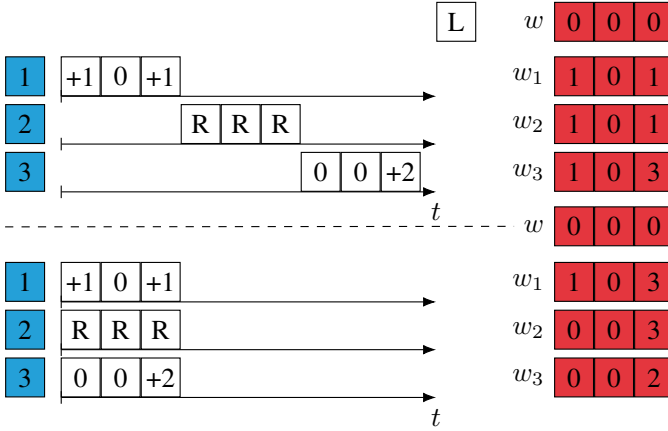 L w 0 0 0
1 +1 0 +1 w1 1 0 1
2 R R R w2 1 0 1
3 0 0 +2 w3 1 0 3
t
w 0 0 0
1 +1 0 +1 w1 1 0 3
2 R R R w2 0 0 3
3 0 0 +2 w3 0 0 2
t